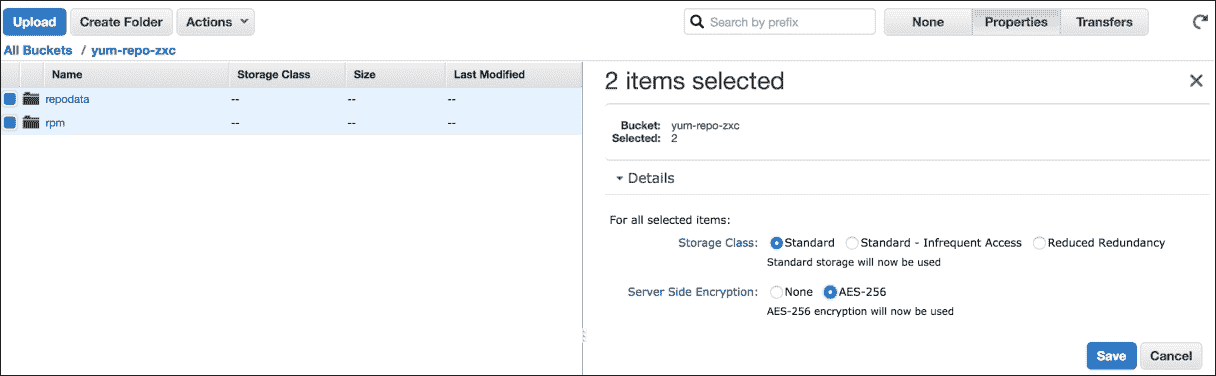 Upload Create Folder Actions Search by prefix None Properties Transfers
All Buckets / yum-repo-zxc
Name Storage Class Size Last Modified
repodata -- -- --
rpm -- -- --
2 items selected
Bucket: yum-repo-zxc
Selected: 2
Details
For all selected items:
Storage Class: Standard Standard - Infrequent Access Reduced Redundancy
Standard storage will now be used
Server Side Encryption: None AES-256
AES-256 encryption will now be used
Save Cancel